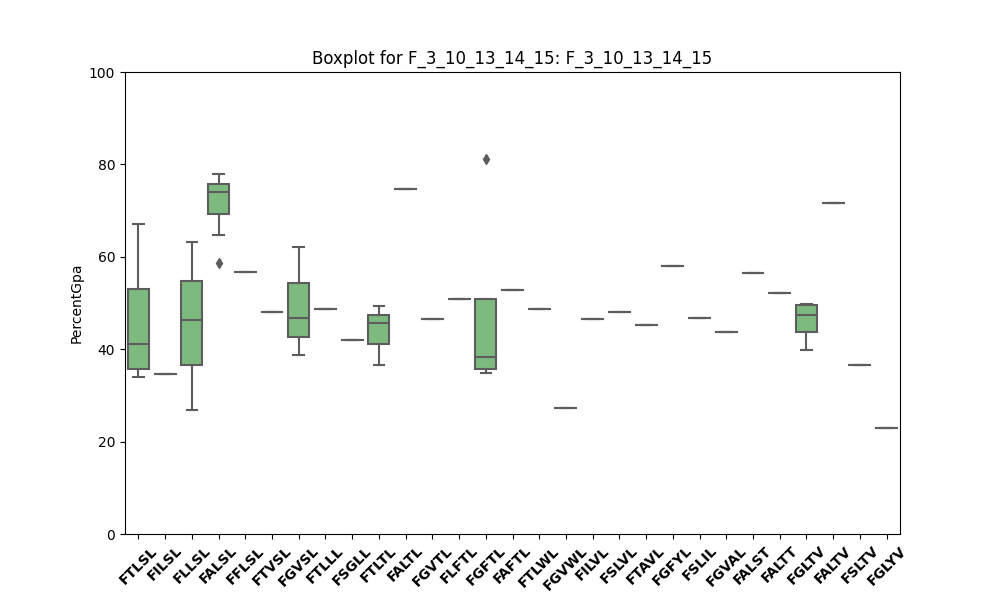 Boxplot for F_3_10_13_14_15: F_3_10_13_14_15
PercentGpa
100
80
60
40
20
0
FTLSL
FILSL
FLLSL
FALSL
FFLSL
FTVSL
FGVSL
FTLLL
FSGLL
FTLTL
FALTL
FGVTL
FLFTL
FGFTL
FAFTL
FTLWL
FGVWL
FILVL
FSLVL
FTAVL
FGFYL
FSLIL
FGVAL
FALST
FALTT
FGLTV
FALTV
FSLTV
FGLYV